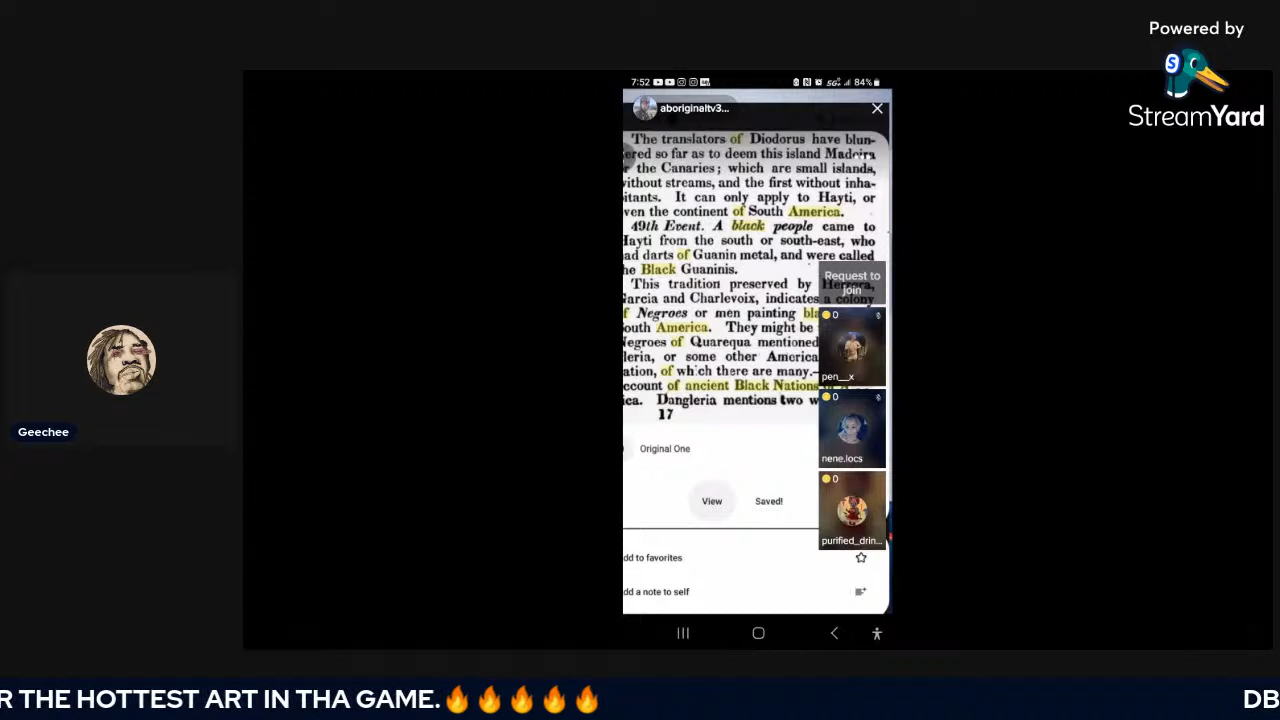 Powered by
StreamYard
7:52
5G
84%
aboriginaltv3...
The translators of Diodorus have blun-
ered so far as to deem this island Madeira
r the Canaries; which are small islands,
ithout streams, and the first without inha-
itants. It can only apply to Hayti, or
ven the continent of South America.
49th Event. A black people came to
Hayti from the south or south-east, who
ad darts of Guanin metal, and were called
he Black Guaninis.
This tradition preserved by Herrera,
Garcia and Charlevoix, indicates a colony
f Negroes or men painting bla
outh America. They might be
Negroes of Quarequa mentioned
leria, or some other America
ation, of which there are many.—
ccount of ancient Black Nations of A
ica. Dangleria mentions two w
17
Request to
join
0
pen__x
0
nene.locs
0
purified_drin...
Original One
View
Saved!
dd to favorites
dd a note to self
Geechee
R THE HOTTEST ART IN THA GAME.🔥🔥🔥🔥🔥
DB